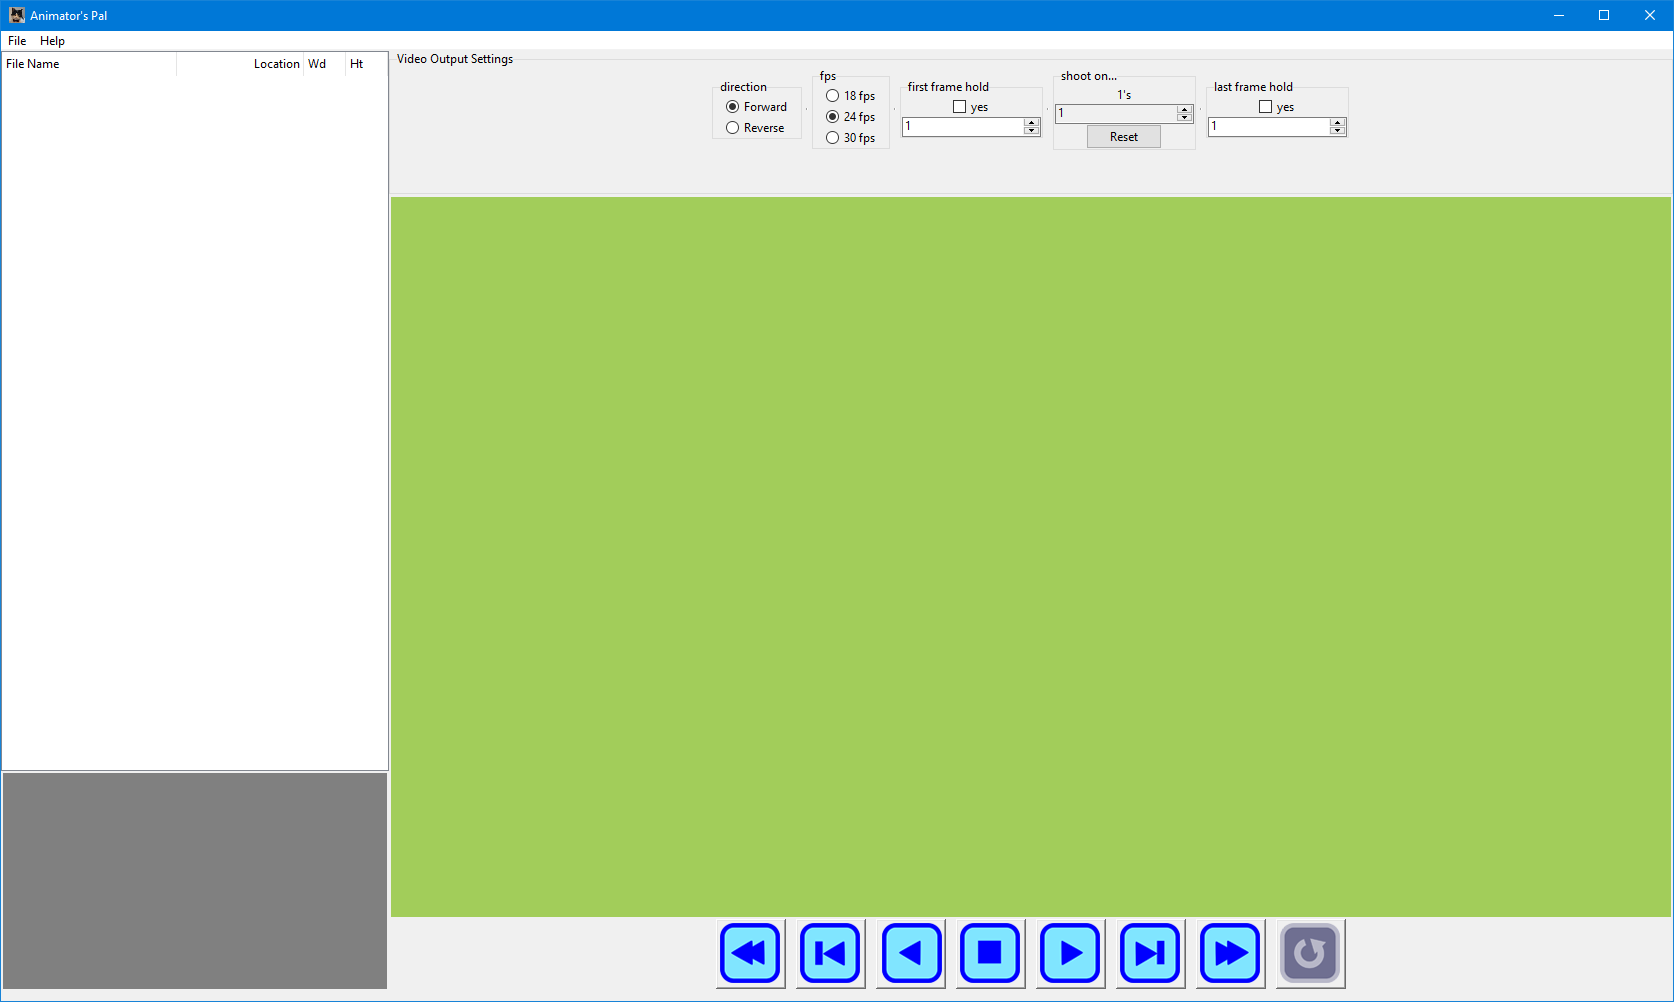 Animator's Pal
File Help
File Name Location Wd Ht
Video Output Settings
direction
Forward
Reverse
fps
18 fps
24 fps
30 fps
first frame hold
yes
1
shoot on...
1's
1
Reset
last frame hold
yes
1